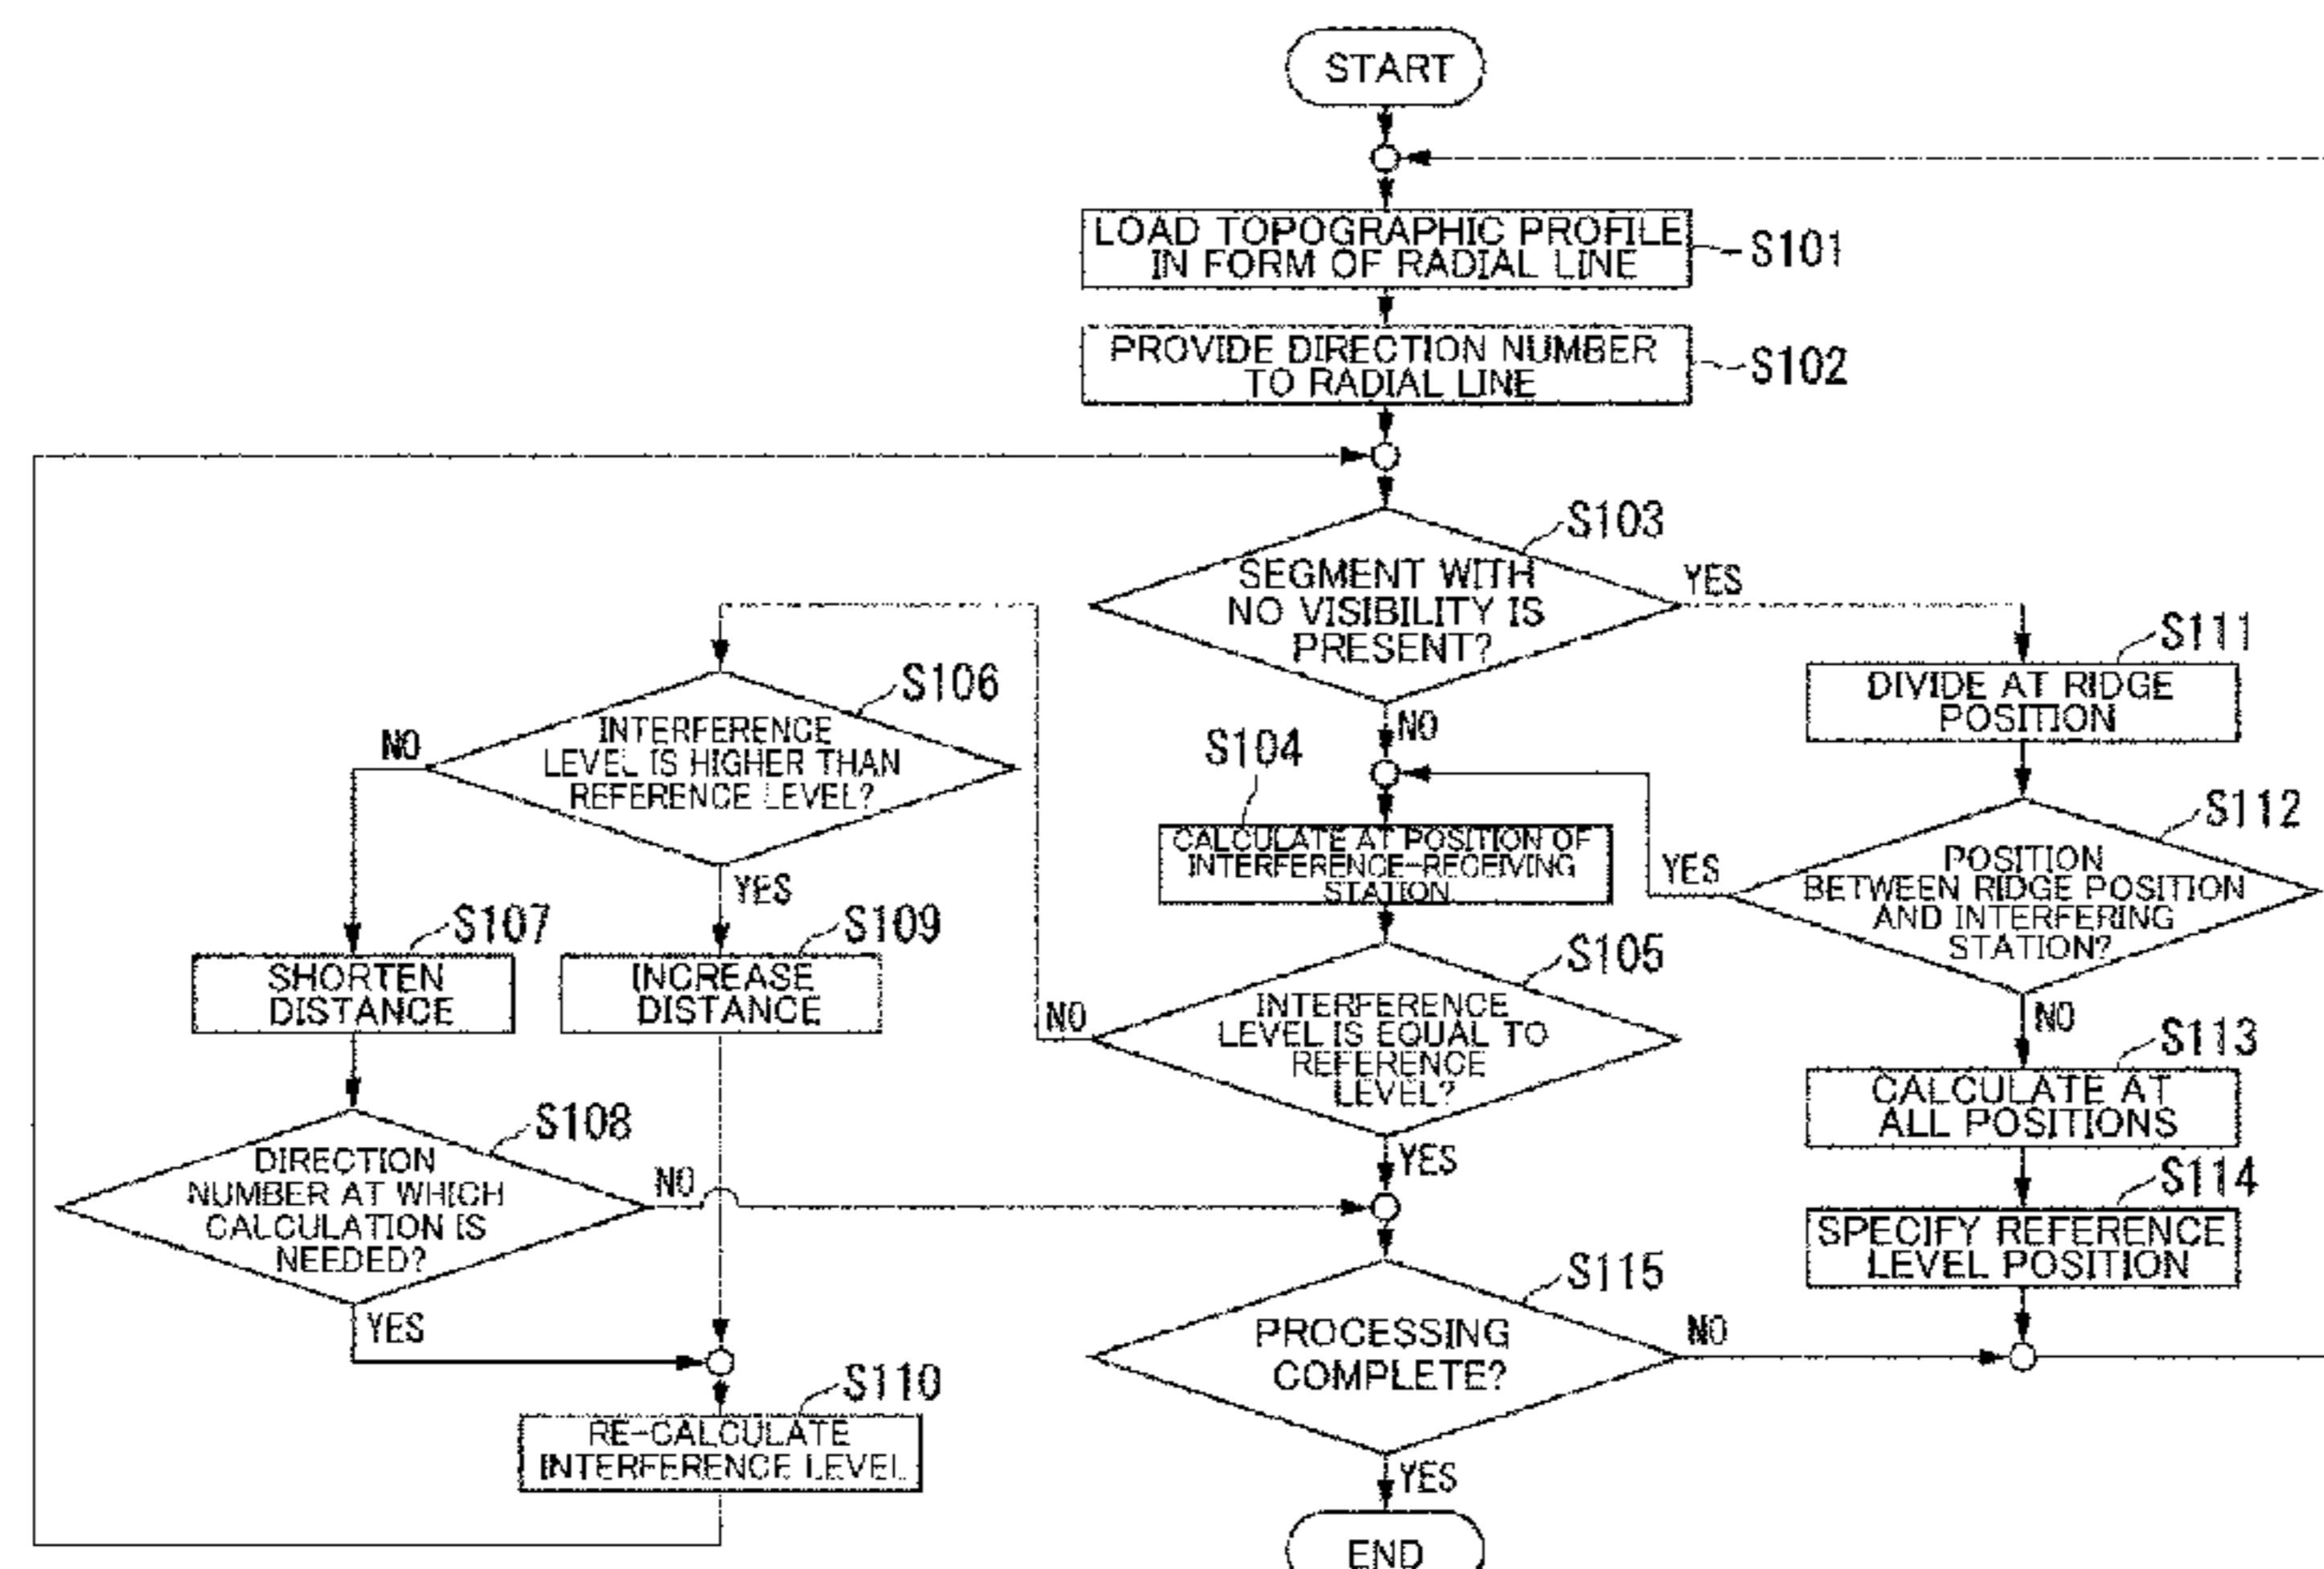 START
LOAD TOPOGRAPHIC PROFILE
IN FORM OF RADIAL LINE
S101
PROVIDE DIRECTION NUMBER
TO RADIAL LINE
S102
S103
SEGMENT WITH
NO VISIBILITY IS
PRESENT?
YES
NO
S111
DIVIDE AT RIDGE
POSITION
S112
POSITION
BETWEEN RIDGE POSITION
AND INTERFERING
STATION?
YES
NO
S113
CALCULATE AT
ALL POSITIONS
S114
SPECIFY REFERENCE
LEVEL POSITION
S104
CALCULATE AT POSITION OF
INTERFERENCE-RECEIVING
STATION
S105
INTERFERENCE
LEVEL IS EQUAL TO
REFERENCE
LEVEL?
NO
YES
S106
INTERFERENCE
LEVEL IS HIGHER THAN
REFERENCE LEVEL?
NO
YES
S107
SHORTEN
DISTANCE
S109
INCREASE
DISTANCE
S108
DIRECTION
NUMBER AT WHICH
CALCULATION IS
NEEDED?
NO
YES
S110
RE-CALCULATE
INTERFERENCE LEVEL
S115
PROCESSING
COMPLETE?
NO
YES
END